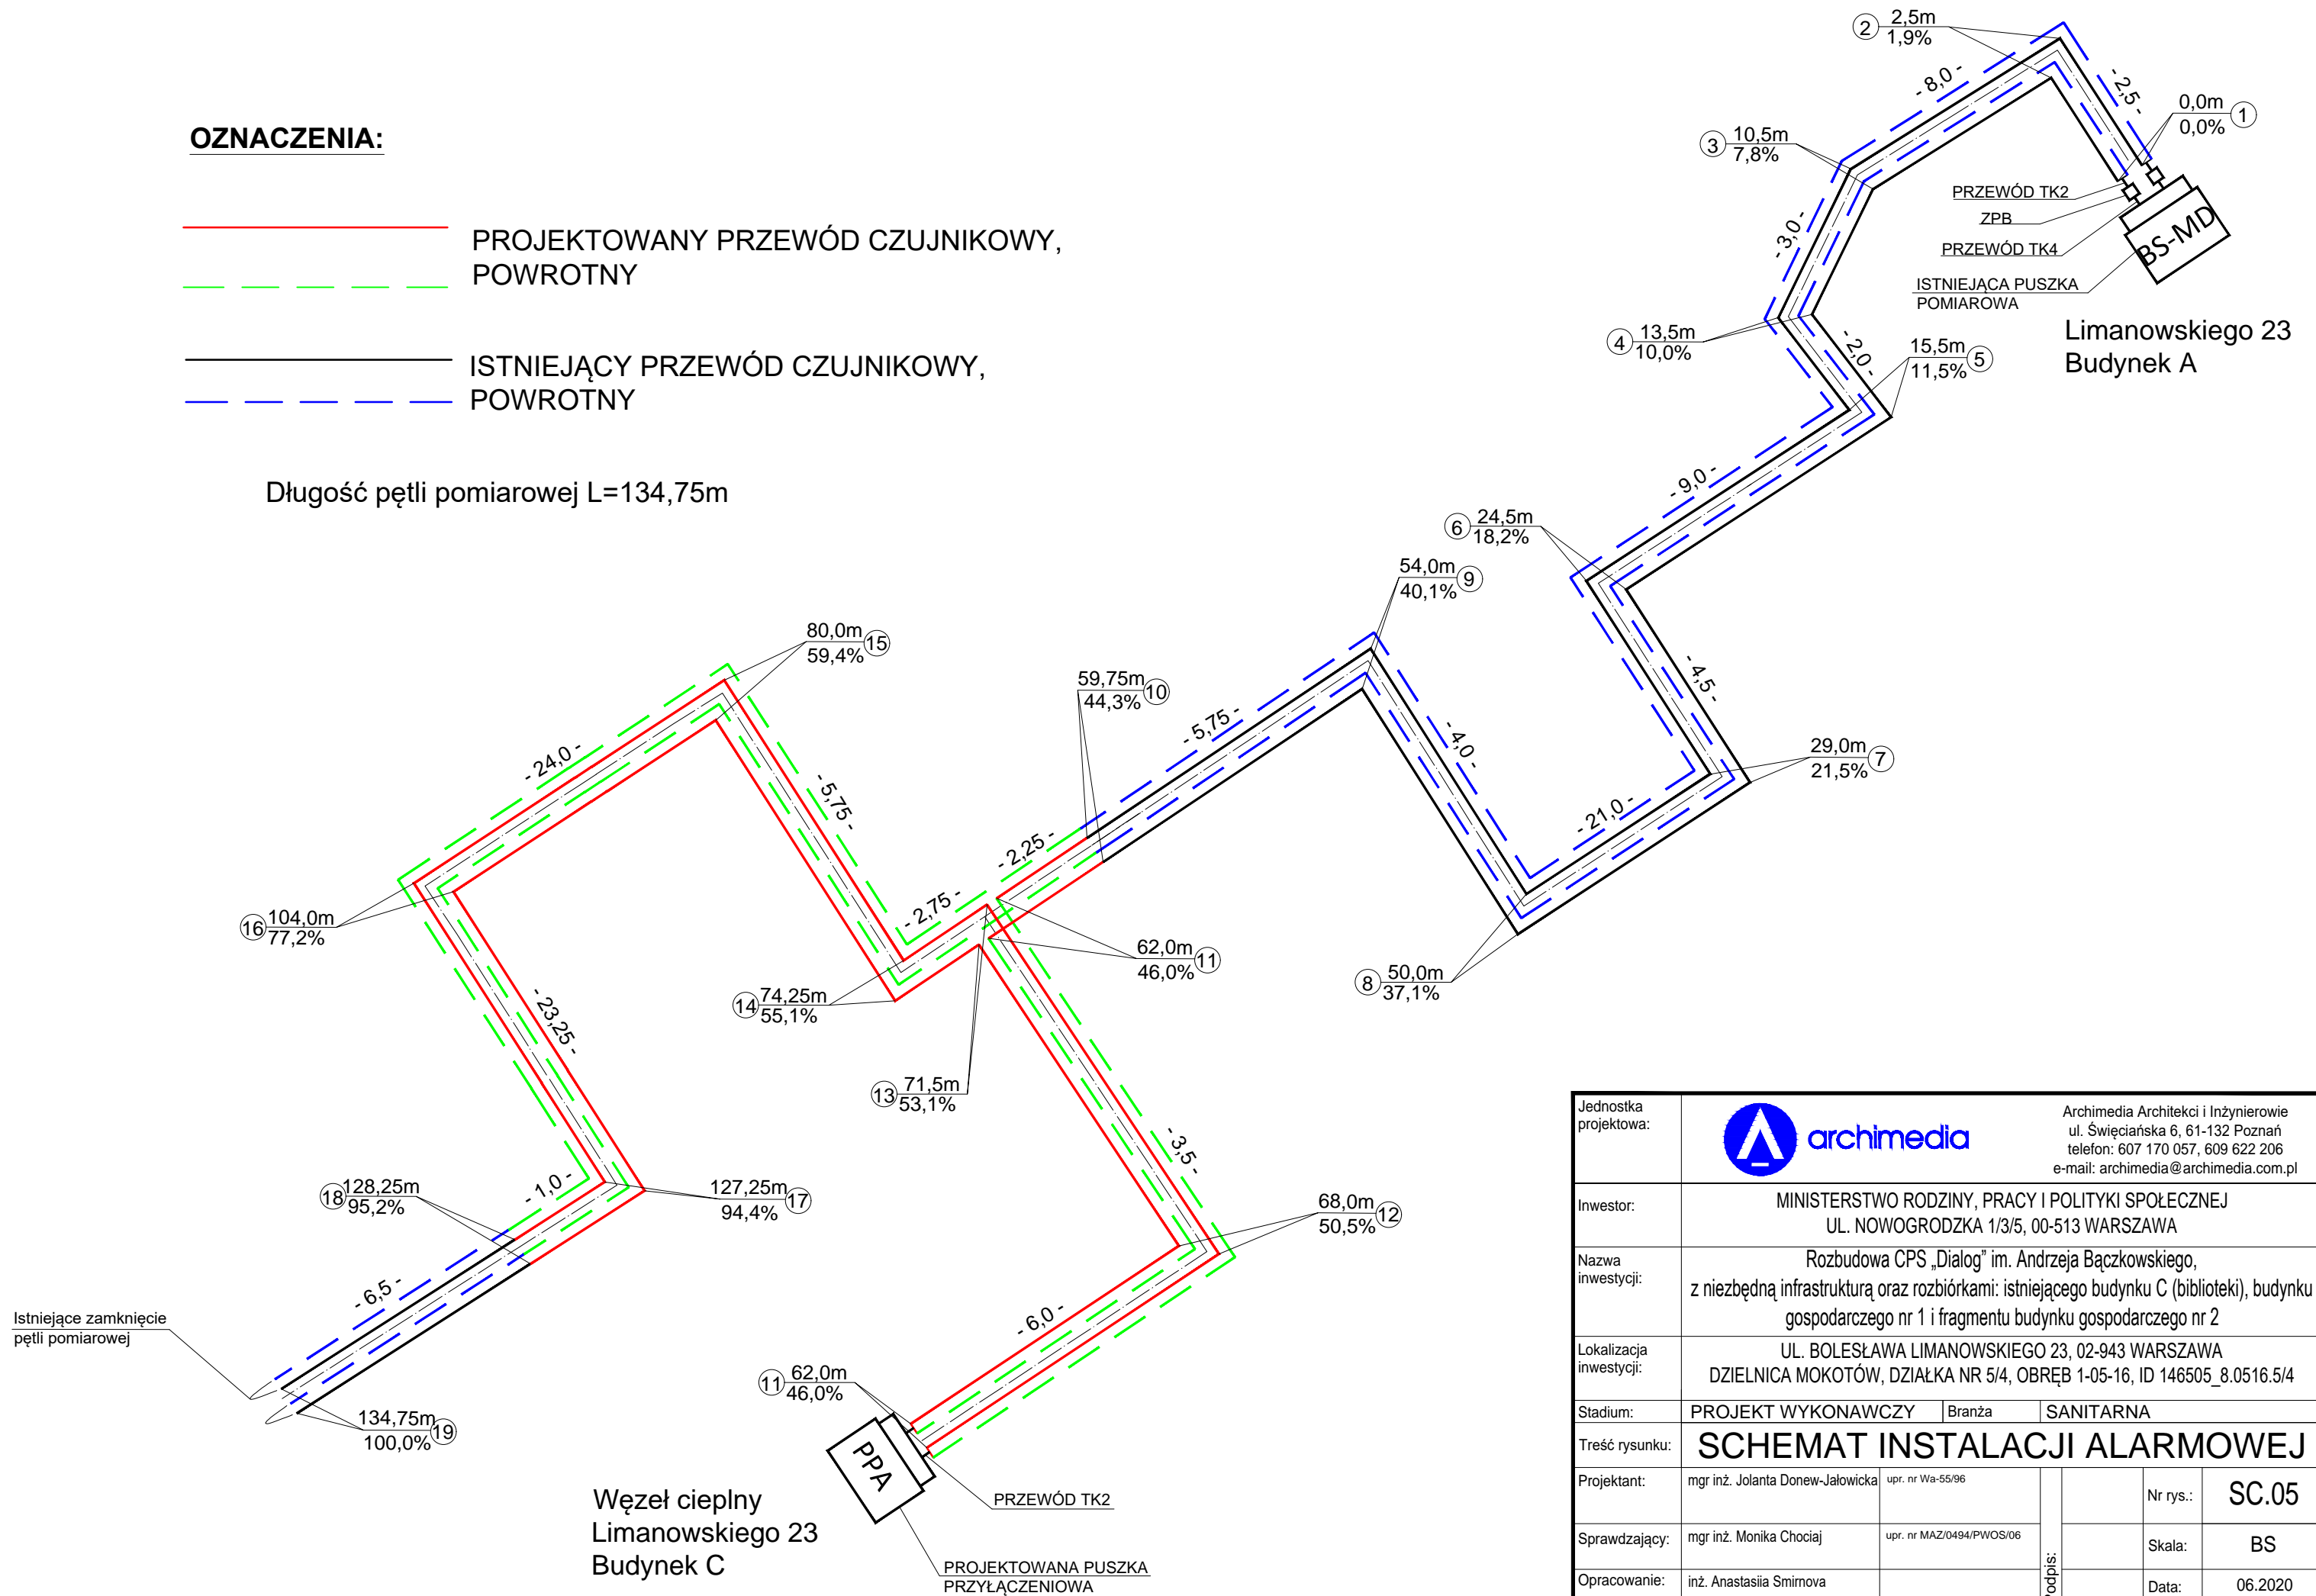 OZNACZENIA:
PROJEKTOWANY PRZEWÓD CZUJNIKOWY,
POWROTNY
ISTNIEJĄCY PRZEWÓD CZUJNIKOWY,
POWROTNY
Długość pętli pomiarowej L=134,75m
2 2,5m
1,9%
- 8,0 -
- 2,5 -
0,0m
0,0% 1
3 10,5m
7,8%
PRZEWÓD TK2
ZPB
PRZEWÓD TK4
ISTNIEJĄCA PUSZKA
POMIAROWA
BS-MD
Limanowskiego 23
Budynek A
- 3,0 -
4 13,5m
10,0%
- 2,0 -
15,5m
11,5% 5
- 9,0 -
6 24,5m
18,2%
54,0m
40,1% 9
- 4,5 -
80,0m
59,4% 15
59,75m
44,3% 10
- 5,75 -
- 4,0 -
29,0m
21,5% 7
- 24,0 -
- 5,75 -
- 21,0 -
- 2,25 -
- 2,75 -
16 104,0m
77,2%
62,0m
46,0% 11
8 50,0m
37,1%
14 74,25m
55,1%
- 23,25 -
13 71,5m
53,1%
- 3,5 -
18 128,25m
95,2%
- 1,0 -
127,25m
94,4% 17
68,0m
50,5% 12
- 6,5 -
Istniejące zamknięcie
pętli pomiarowej
- 6,0 -
11 62,0m
46,0%
134,75m
100,0% 19
PPA
Węzeł cieplny
Limanowskiego 23
Budynek C
PRZEWÓD TK2
PROJEKTOWANA PUSZKA
PRZYŁĄCZENIOWA
Jednostka
projektowa:
archimedia
Archimedia Architekci i Inżynierowie
ul. Święciańska 6, 61-132 Poznań
telefon: 607 170 057, 609 622 206
e-mail: archimedia@archimedia.com.pl
Inwestor:
MINISTERSTWO RODZINY, PRACY I POLITYKI SPOŁECZNEJ
UL. NOWOGRODZKA 1/3/5, 00-513 WARSZAWA
Nazwa
inwestycji:
Rozbudowa CPS „Dialog” im. Andrzeja Bączkowskiego,
z niezbędną infrastrukturą oraz rozbiórkami: istniejącego budynku C (biblioteki), budynku
gospodarczego nr 1 i fragmentu budynku gospodarczego nr 2
Lokalizacja
inwestycji:
UL. BOLESŁAWA LIMANOWSKIEGO 23, 02-943 WARSZAWA
DZIELNICA MOKOTÓW, DZIAŁKA NR 5/4, OBRĘB 1-05-16, ID 146505_8.0516.5/4
Stadium: PROJEKT WYKONAWCZY Branża SANITARNA
Treść rysunku: SCHEMAT INSTALACJI ALARMOWEJ
Projektant: mgr inż. Jolanta Donew-Jałowicka upr. nr Wa-55/96 Nr rys.: SC.05
Sprawdzający: mgr inż. Monika Chociaj upr. nr MAZ/0494/PWOS/06 Skala: BS
Podpis:
Opracowanie: inż. Anastasiia Smirnova Data: 06.2020